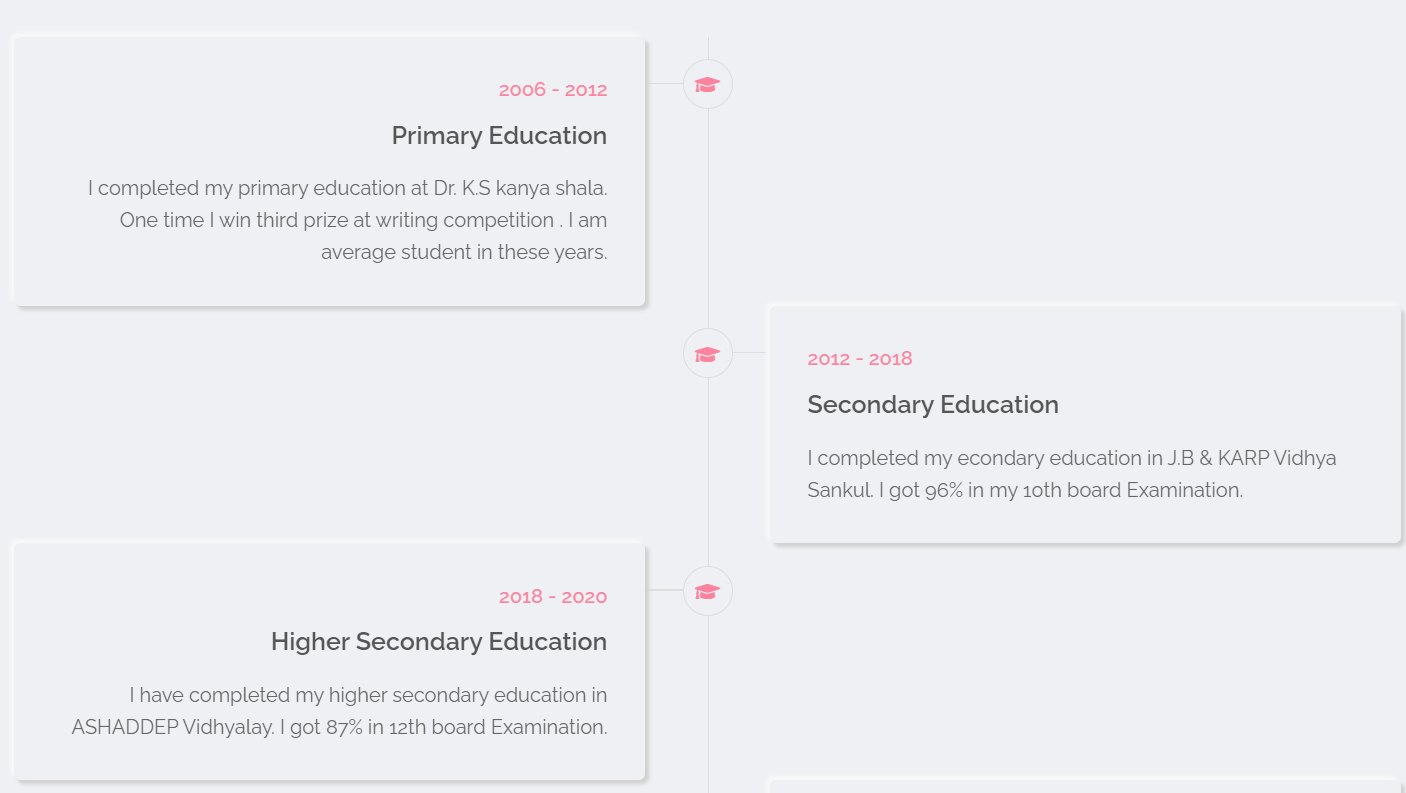 2006 - 2012
Primary Education
I completed my primary education at Dr. K.S kanya shala.
One time I win third prize at writing competition . I am
average student in these years.
2012 - 2018
Secondary Education
I completed my econdary education in J.B & KARP Vidhya
Sankul. I got 96% in my 10th board Examination.
2018 - 2020
Higher Secondary Education
I have completed my higher secondary education in
ASHADDEP Vidhyalay. I got 87% in 12th board Examination.